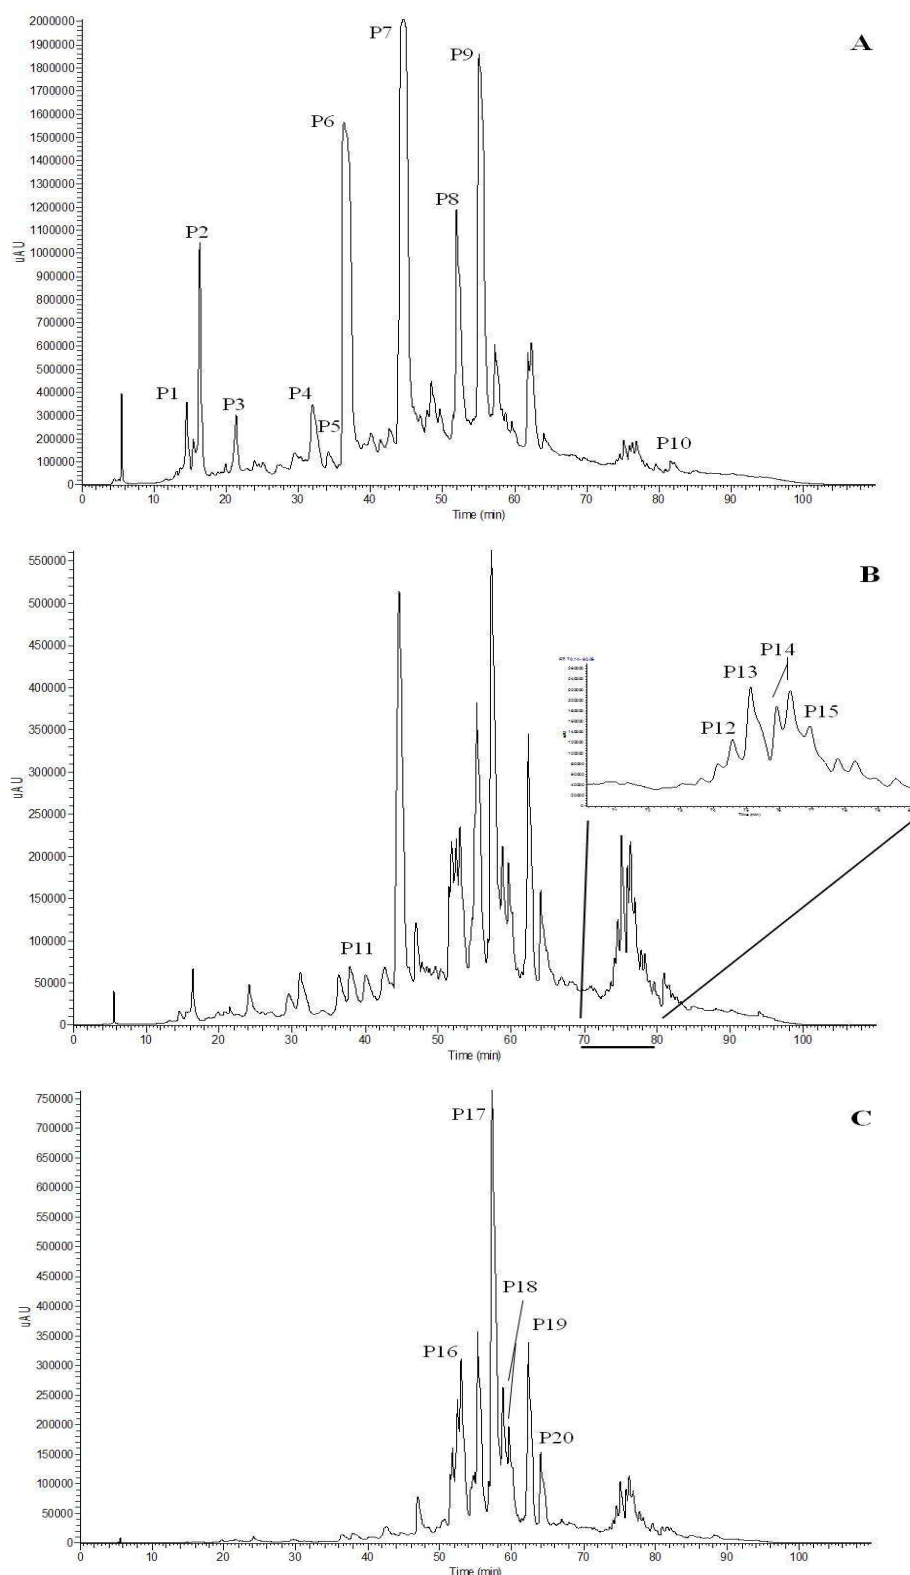 A
2000000
1900000
1800000
1700000
1600000
1500000
1400000
1300000
1200000
1100000
1000000
900000
800000
700000
600000
500000
400000
300000
200000
100000
0
uAU
P1
P2
P3
P4
P5
P6
P7
P8
P9
P10
0 10 20 30 40 50 60 70 80 90 100
Time (min)
B
550000
500000
450000
400000
350000
300000
250000
200000
150000
100000
50000
0
uAU
P11
P12
P13
P14
P15
0 10 20 30 40 50 60 70 80 90 100
Time (min)
C
750000
700000
650000
600000
550000
500000
450000
400000
350000
300000
250000
200000
150000
100000
50000
0
uAU
P16
P17
P18
P19
P20
0 10 20 30 40 50 60 70 80 90 100
Time (min)